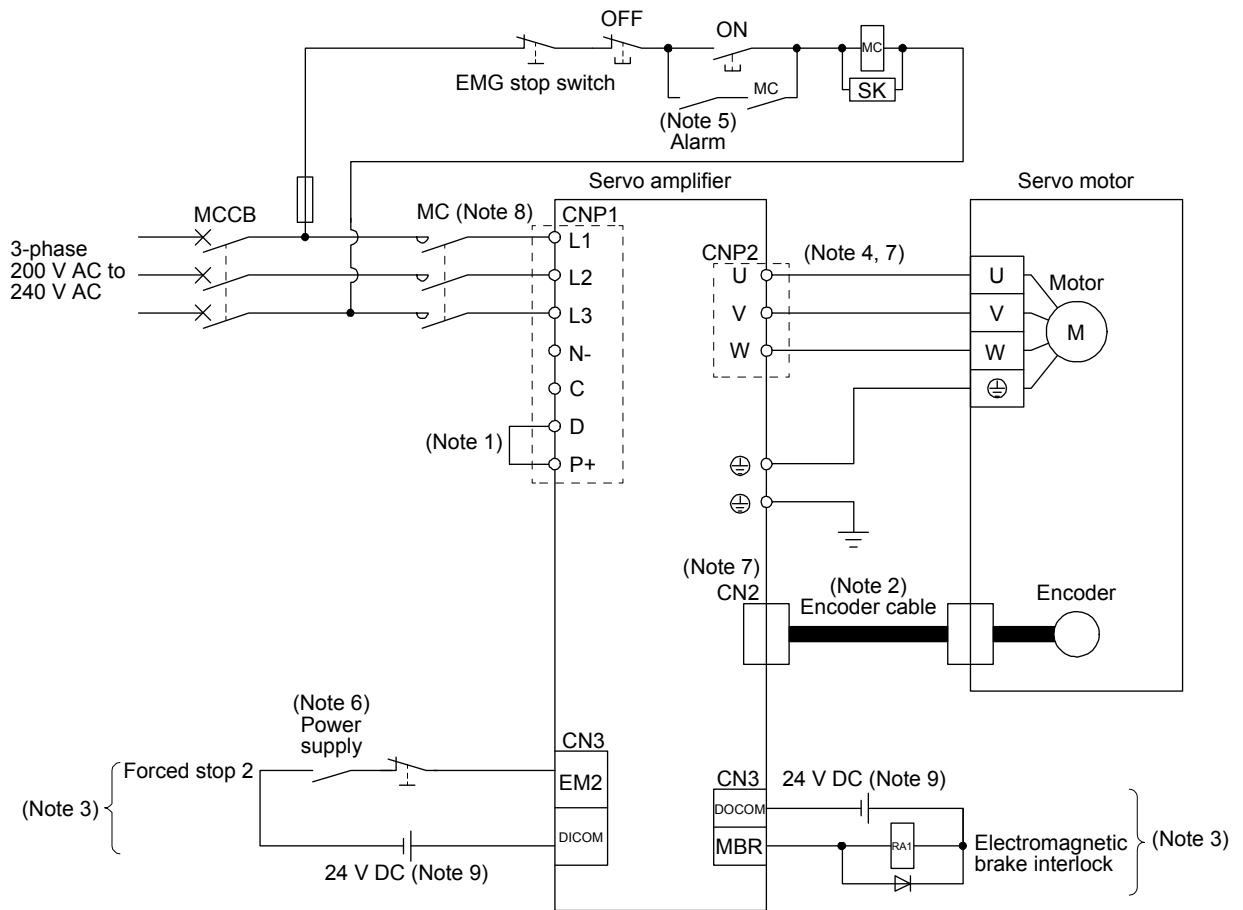 OFF
ON
MC
SK
EMG stop switch
MC
(Note 5)
Alarm
Servo amplifier
Servo motor
MCCB
MC (Note 8)
CNP1
3-phase
200 V AC to
240 V AC
L1
L2
L3
N-
C
D
P+
(Note 1)
CNP2
U
V
W
(Note 4, 7)
U
V
W
Motor
M
(Note 7)
CN2
(Note 2)
Encoder cable
Encoder
(Note 6)
Power
supply
Forced stop 2
(Note 3)
CN3
EM2
DICOM
24 V DC (Note 9)
CN3
DOCOM
MBR
24 V DC (Note 9)
RA1
Electromagnetic
brake interlock
(Note 3)